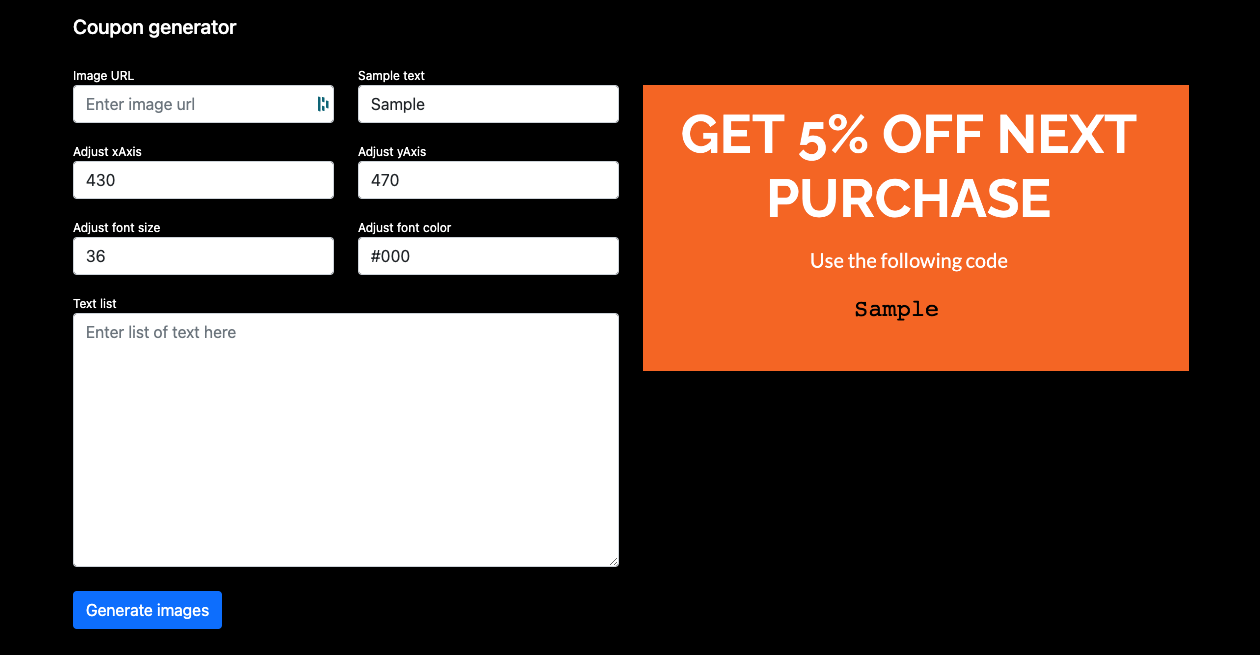 Coupon generator
Image URL
Enter image url
Sample text
Sample
Adjust xAxis
430
Adjust yAxis
470
Adjust font size
36
Adjust font color
#000
Text list
Enter list of text here
Generate images
GET 5% OFF NEXT
PURCHASE
Use the following code
Sample